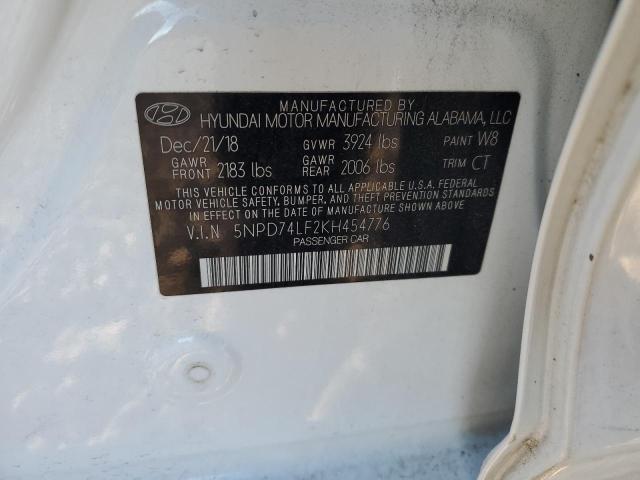 MANUFACTURED BY
HYUNDAI MOTOR MANUFACTURING ALABAMA, LLC
Dec/21/18 GVWR 3924 lbs PAINT W8
GAWR FRONT 2183 lbs GAWR REAR 2006 lbs TRIM CT
THIS VEHICLE CONFORMS TO ALL APPLICABLE U.S.A. FEDERAL
MOTOR VEHICLE SAFETY, BUMPER, AND THEFT PREVENTION STANDARDS
IN EFFECT ON THE DATE OF MANUFACTURE SHOWN ABOVE.
V.I.N 5NPD74LF2KH454776
PASSENGER CAR